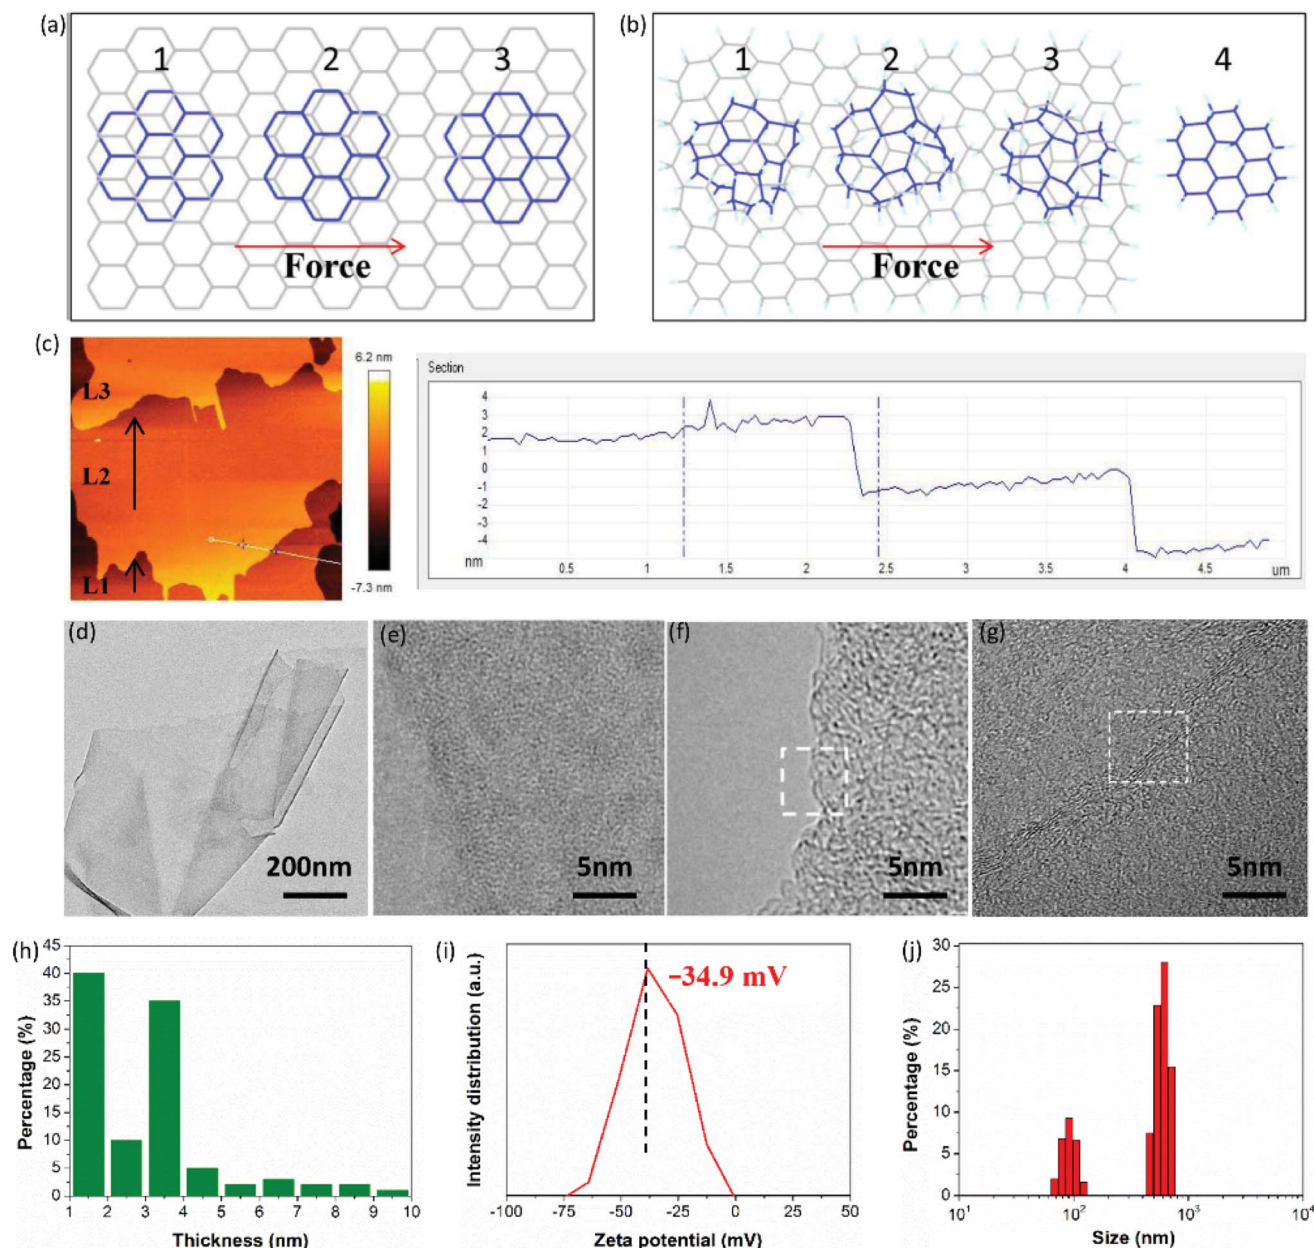 (a)
1 2 3
Force
(b)
1 2 3 4
Force
(c)
L3
L2
L1
6.2 nm
-7.3 nm
Section
4
3
2
1
0
-1
-2
-3
-4
nm
0.5 1 1.5 2 2.5 3 3.5 4 4.5 um
(d)
200nm
(e)
5nm
(f)
5nm
(g)
5nm
(h)
45
40
35
30
25
20
15
10
5
0
1 2 3 4 5 6 7 8 9 10
Percentage (%)
Thickness (nm)
(i)
−34.9 mV
Intensity distribution (a.u.)
-100 -75 -50 -25 0 25 50
Zeta potential (mV)
(j)
30
25
20
15
10
5
0
Percentage (%)
10¹ 10² 10³ 10⁴
Size (nm)